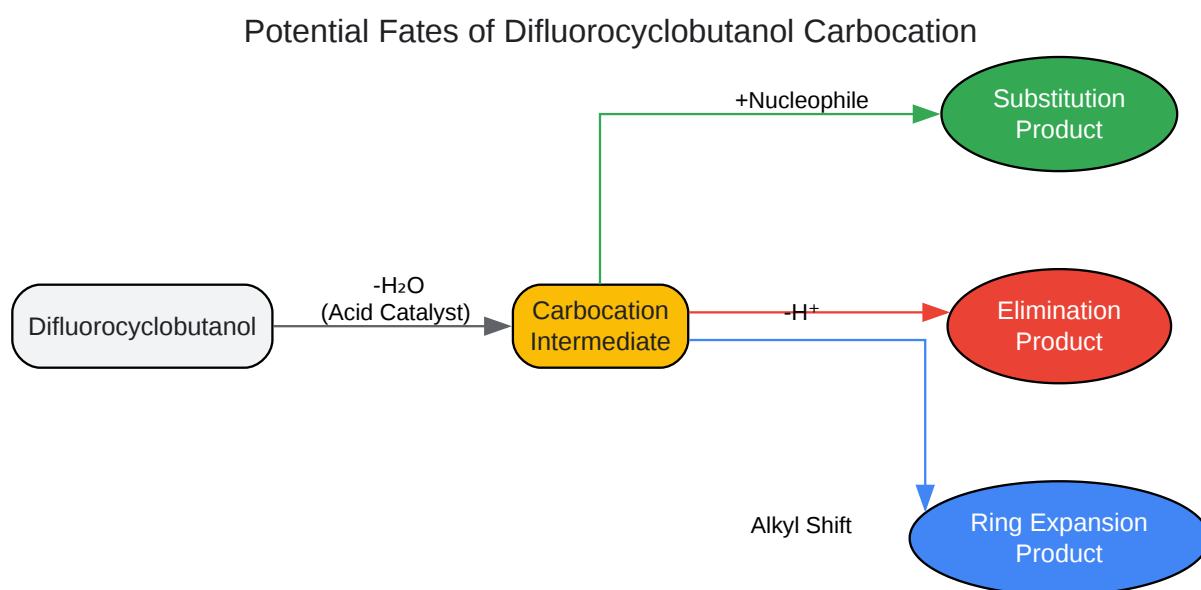 Potential Fates of Difluorocyclobutanol Carbocation
+Nucleophile
Substitution
Product
Difluorocyclobutanol
-H₂O
(Acid Catalyst)
Carbocation
Intermediate
-H⁺
Elimination
Product
Alkyl Shift
Ring Expansion
Product